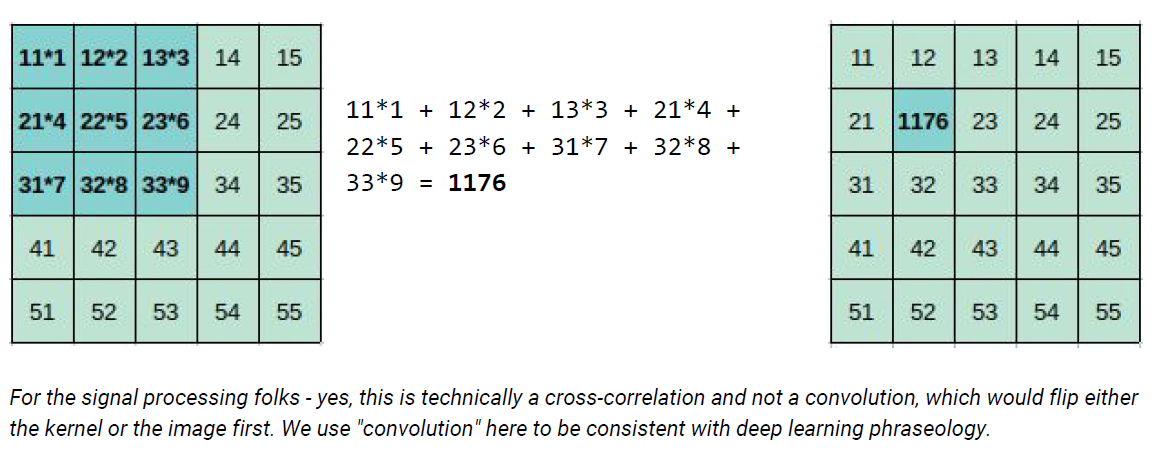 11*1 12*2 13*3 14 15
21*4 22*5 23*6 24 25
31*7 32*8 33*9 34 35
41 42 43 44 45
51 52 53 54 55
11*1 + 12*2 + 13*3 + 21*4 +
22*5 + 23*6 + 31*7 + 32*8 +
33*9 = 1176
11 12 13 14 15
21 1176 23 24 25
31 32 33 34 35
41 42 43 44 45
51 52 53 54 55
For the signal processing folks - yes, this is technically a cross-correlation and not a convolution, which would flip either
the kernel or the image first. We use "convolution" here to be consistent with deep learning phraseology.